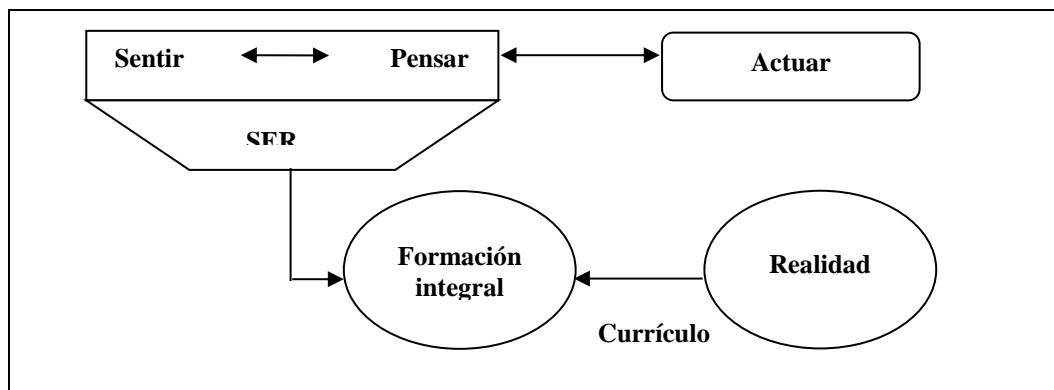 Sentir Pensar Actuar
SER
Formación
integral
Realidad
Currículo